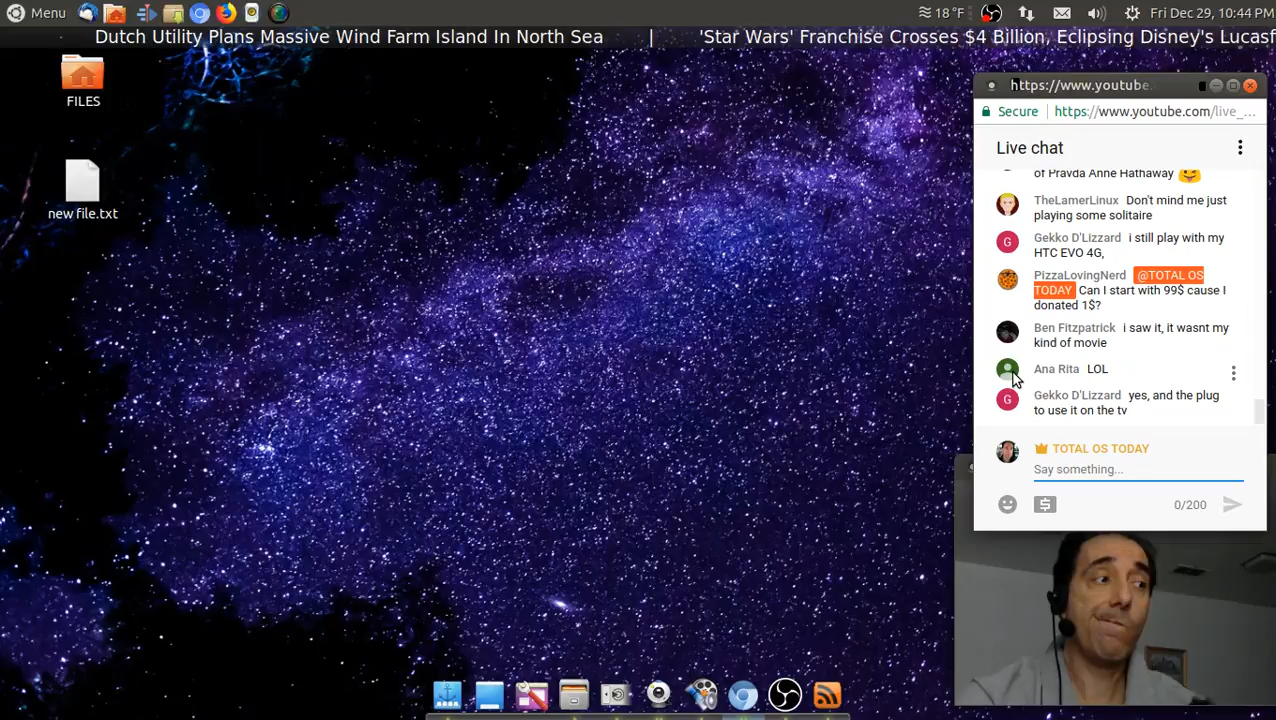 Menu
18 °F
Fri Dec 29, 10:44 PM
Dutch Utility Plans Massive Wind Farm Island In North Sea | 'Star Wars' Franchise Crosses $4 Billion, Eclipsing Disney's Lucasf
FILES
new file.txt
https://www.youtube.
Secure | https://www.youtube.com/live_...
Live chat
of Pravda Anne Hathaway
TheLamerLinux Don't mind me just
playing some solitaire
Gekko D'Lizzard i still play with my
HTC EVO 4G,
PizzaLovingNerd @TOTAL OS
TODAY Can I start with 99$ cause I
donated 1$?
Ben Fitzpatrick i saw it, it wasnt my
kind of movie
Ana Rita LOL
G Gekko D'Lizzard yes, and the plug
to use it on the tv
TOTAL OS TODAY
Say something...
0/200